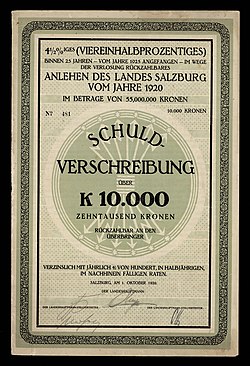 4½%IGES (VIEREINHALBPROZENTIGES)
BINNEN 25 JAHREN – VOM JAHRE 1925 ANGEFANGEN – IM WEGE
DER VERLOSUNG RÜCKZAHLBARES
ANLEHEN DES LANDES SALZBURG
VOM JAHRE 1920
IM BETRAGE VON 55,000.000 KRONEN
Nº 481
10.000 KRONEN
SCHULD-
VERSCHREIBUNG
ÜBER
K 10.000
ZEHNTAUSEND KRONEN
RÜCKZAHLBAR AN DEN
ÜBERBRINGER
VERZINSLICH MIT JÄHRLICH 4½ VON HUNDERT, IN HALBJÄHRIGEN,
IM NACHHINEIN FÄLLIGEN RATEN.
SALZBURG, AM 1. OKTOBER 1920.
DER LANDESHAUPTMANN